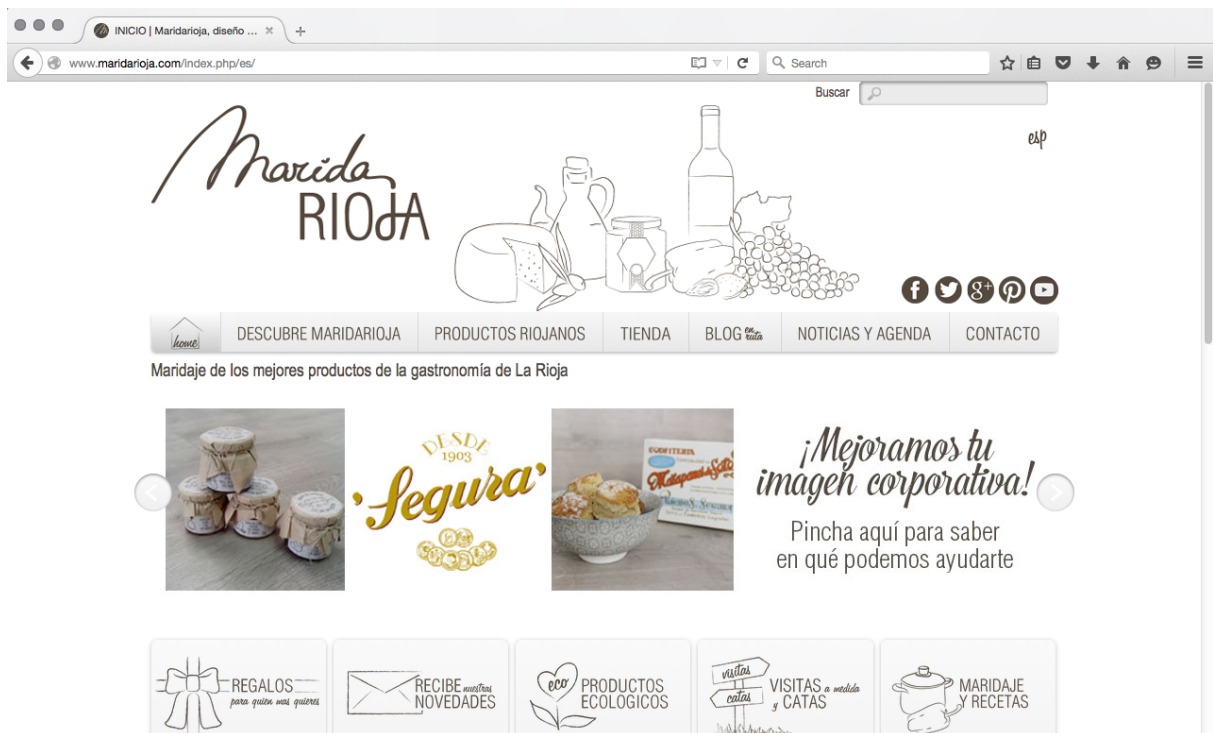 INICIO | Maridarioja, diseño ...
www.maridarioja.com/index.php/es/
Search
Buscar
esp
Marida
RIOJA
home
DESCUBRE MARIDARIOJA
PRODUCTOS RIOJANOS
TIENDA
BLOG en ruta
NOTICIAS Y AGENDA
CONTACTO
Maridaje de los mejores productos de la gastronomía de La Rioja
DESDE
1903
'Segura'
¡Mejoramos tu
imagen corporativa!
Pincha aquí para saber
en qué podemos ayudarte
REGALOS
para quien mas quieres
RECIBE nuestras
NOVEDADES
eco
PRODUCTOS
ECOLOGICOS
visitas
catas
VISITAS a medida
y CATAS
MARIDAJE
Y RECETAS